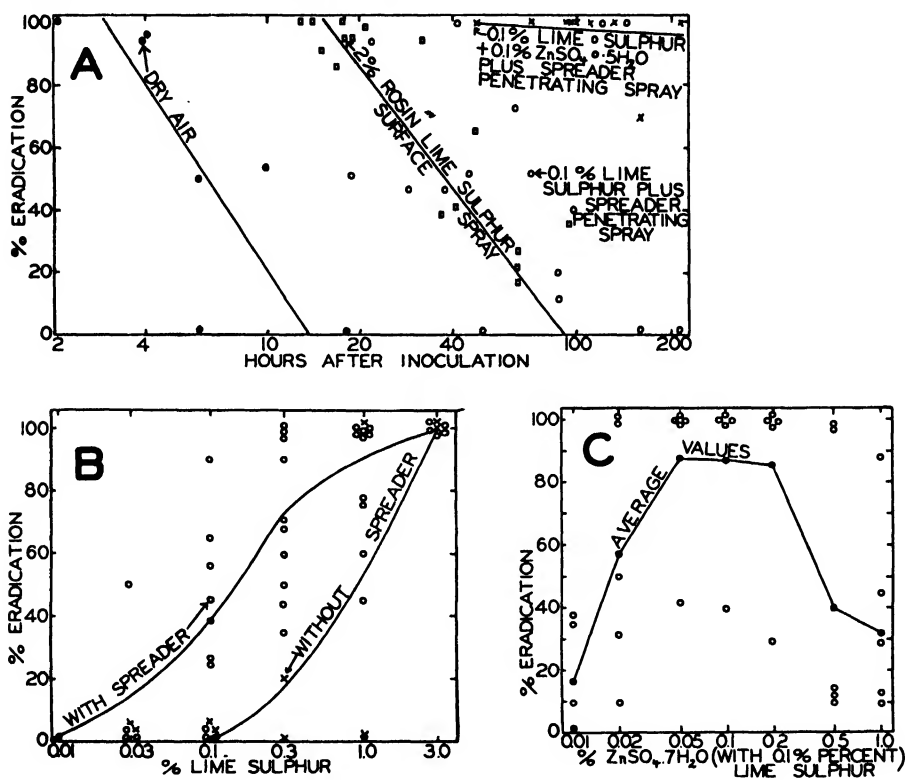 A
100
80
60
40
20
0
% ERADICATION
DRY AIR
2% ROSIN LIME SULPHUR
SURFACE SPRAY
0.1% LIME SULPHUR
+0.1% ZnSO4·5H2O
PLUS SPREADER
PENETRATING SPRAY
0.1% LIME
SULPHUR PLUS
SPREADER
PENETRATING
SPRAY
2 4 10 20 40 100 200
HOURS AFTER INOCULATION
B
100
80
60
40
20
0
% ERADICATION
WITH SPREADER
WITHOUT SPREADER
0.01 0.03 0.1 0.3 1.0 3.0
% LIME SULPHUR
C
100
80
60
40
20
0
% ERADICATION
AVERAGE VALUES
0.01 0.02 0.05 0.1 0.2 0.5 1.0
% ZnSO4.7H2O (WITH 0.1% PERCENT)
LIME SULPHUR